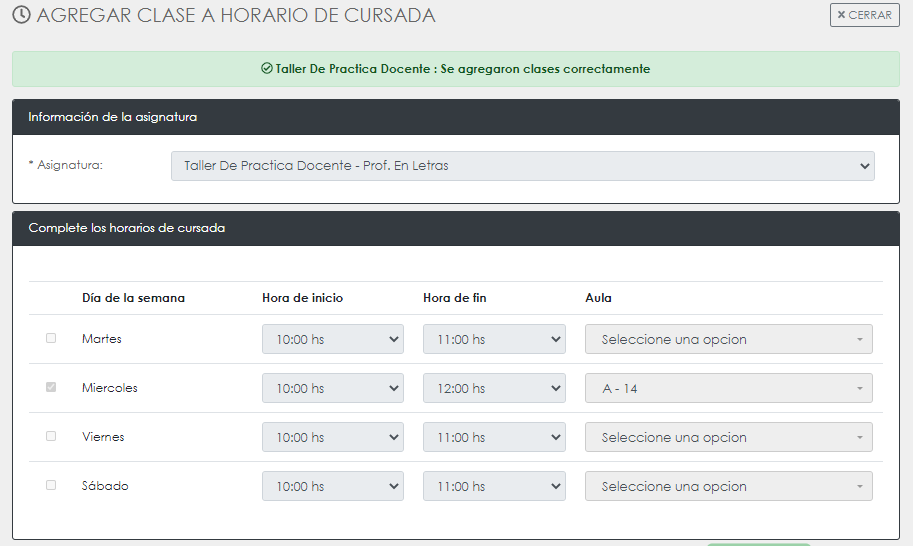 AGREGAR CLASE A HORARIO DE CURSADA
× CERRAR
Taller De Practica Docente : Se agregaron clases correctamente
Información de la asignatura
* Asignatura:
Taller De Practica Docente - Prof. En Letras
Complete los horarios de cursada
Día de la semana Hora de inicio Hora de fin Aula
Martes 10:00 hs 11:00 hs Seleccione una opcion
Miercoles 10:00 hs 12:00 hs A - 14
Viernes 10:00 hs 11:00 hs Seleccione una opcion
Sábado 10:00 hs 11:00 hs Seleccione una opcion